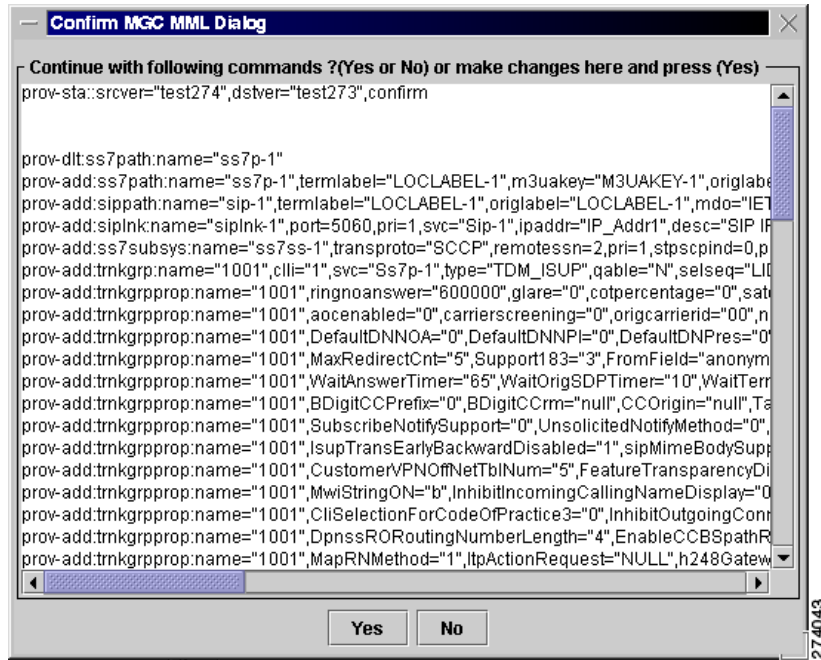 Confirm MGC MML Dialog
Continue with following commands ?(Yes or No) or make changes here and press (Yes)
prov-sta::srcver="test274",dstver="test273",confirm
prov-dlt:ss7path:name="ss7p-1"
prov-add:ss7path:name="ss7p-1",termlabel="LOCLABEL-1",m3uakey="M3UAKEY-1",origlabe
prov-add:sippath:name="sip-1",termlabel="LOCLABEL-1",origlabel="LOCLABEL-1",mdo="IET
prov-add:siplnk:name="siplnk-1",port=5060,pri=1,svc="Sip-1",ipaddr="IP_Addr1",desc="SIP IP
prov-add:ss7subsys:name="ss7ss-1",transproto="SCCP",remotessn=2,pri=1,stpscpind=0,p
prov-add:trnkgrp:name="1001",clli="1",svc="Ss7p-1",type="TDM_ISUP",qable="N",selseq="LID
prov-add:trnkgrpprop:name="1001",ringnoanswer="600000",glare="0",cotpercentage="0",sate
prov-add:trnkgrpprop:name="1001",aocenabled="0",carrierscreening="0",origcarrierid="00",n
prov-add:trnkgrpprop:name="1001",DefaultDNNOA="0",DefaultDNNPI="0",DefaultDNPres="0"
prov-add:trnkgrpprop:name="1001",MaxRedirectCnt="5",Support183="3",FromField="anonym
prov-add:trnkgrpprop:name="1001",WaitAnswerTimer="65",WaitOrigSDPTimer="10",WaitTerr
prov-add:trnkgrpprop:name="1001",BDigitCCPrefix="0",BDigitCCrm="null",CCOrigin="null",Ta
prov-add:trnkgrpprop:name="1001",SubscribeNotifySupport="0",UnsolicitedNotifyMethod="0",
prov-add:trnkgrpprop:name="1001",IsupTransEarlyBackwardDisabled="1",sipMimeBodySupp
prov-add:trnkgrpprop:name="1001",CustomerVPNOffNetTblNum="5",FeatureTransparencyDi
prov-add:trnkgrpprop:name="1001",MwiStringON="b",InhibitIncomingCallingNameDisplay="0
prov-add:trnkgrpprop:name="1001",CliSelectionForCodeOfPractice3="0",InhibitOutgoingConr
prov-add:trnkgrpprop:name="1001",DpnssRORoutingNumberLength="4",EnableCCBSpathR
prov-add:trnkgrpprop:name="1001",MapRNMethod="1",ItpActionRequest="NULL",h248Gatew
Yes
No
274043